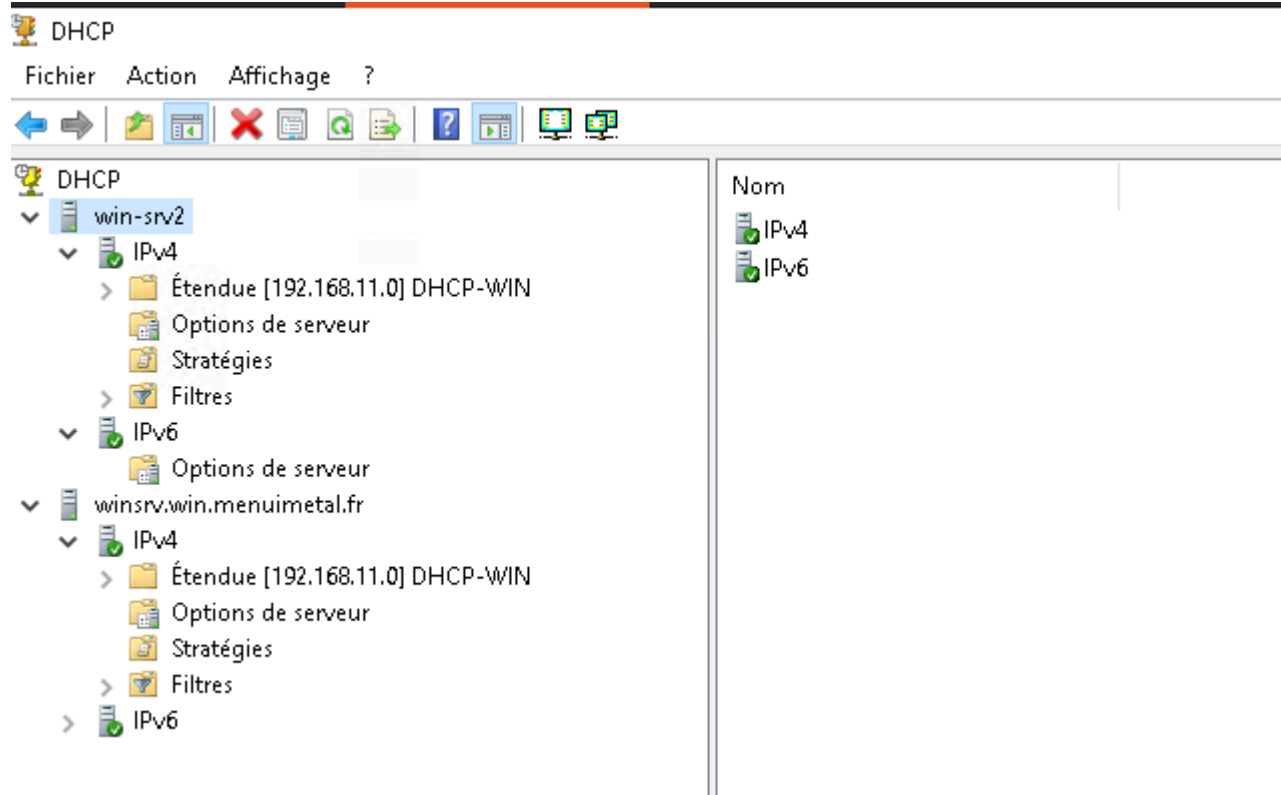 DHCP
Fichier Action Affichage ?
DHCP
win-srv2
IPv4
Étendue [192.168.11.0] DHCP-WIN
Options de serveur
Stratégies
Filtres
IPv6
Options de serveur
winsrv.win.menuimetal.fr
IPv4
Étendue [192.168.11.0] DHCP-WIN
Options de serveur
Stratégies
Filtres
IPv6
Nom
IPv4
IPv6